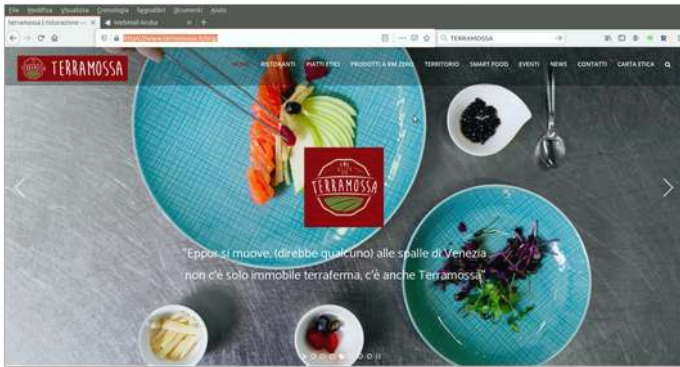 File Modifica Visualizza Cronologia Segnalibri Strumenti Aiuto
terramossa | ristorazione
WebMail Aruba
TERRAMOSSA
TERRAMOSSA
HOME RISTORANTI PIATTI ETICI PRODOTTI A KM ZERO TERRITORIO SMART FOOD EVENTI NEWS CONTATTI CARTA ETICA
TERRAMOSSA
"Eppur si muove, (direbbe qualcuno) alle spalle di Venezia
non c'è solo immobile terraferma, c'è anche Terramossa"